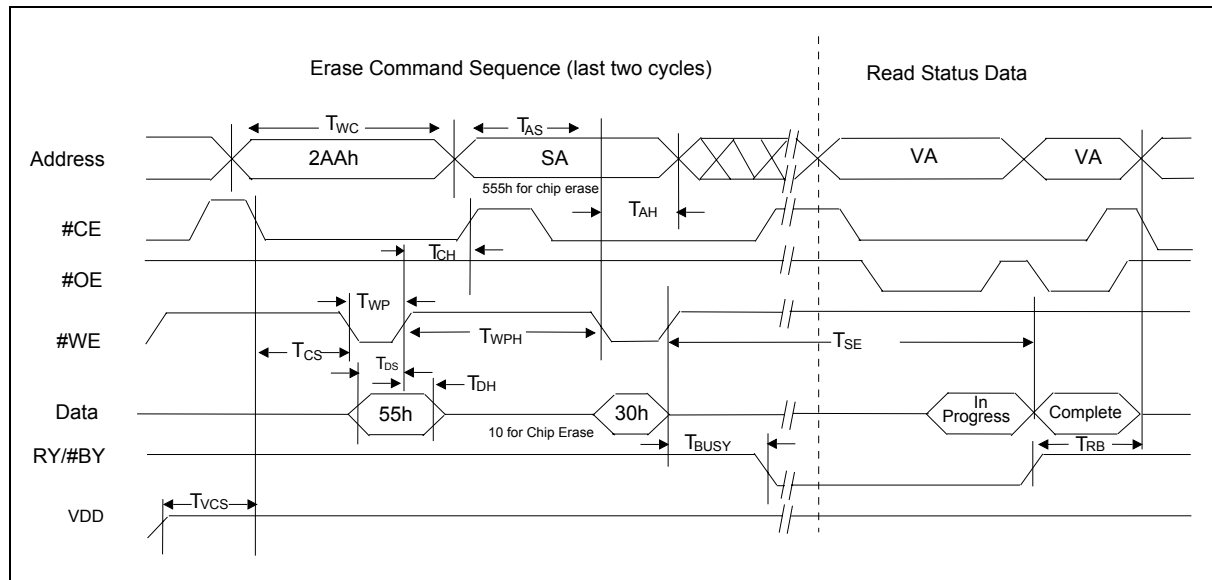 Erase Command Sequence (last two cycles)
Read Status Data
TWC
TAS
Address
2AAh
SA
VA
VA
555h for chip erase
TAH
#CE
TCH
#OE
TWP
#WE
TWPH
TCS
TSE
TDS
TDH
Data
55h
30h
In
Progress
Complete
10 for Chip Erase
TBUSY
TRB
RY/#BY
TVCS
VDD